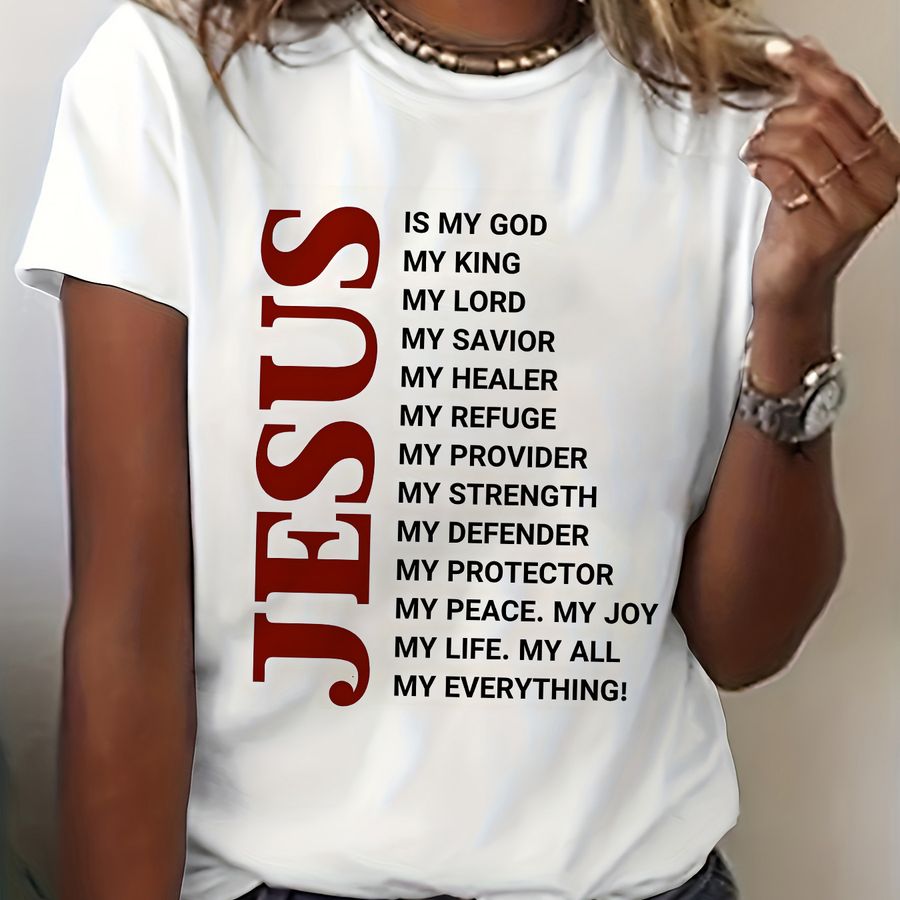 JESUS
IS MY GOD
MY KING
MY LORD
MY SAVIOR
MY HEALER
MY REFUGE
MY PROVIDER
MY STRENGTH
MY DEFENDER
MY PROTECTOR
MY PEACE. MY JOY
MY LIFE. MY ALL
MY EVERYTHING!